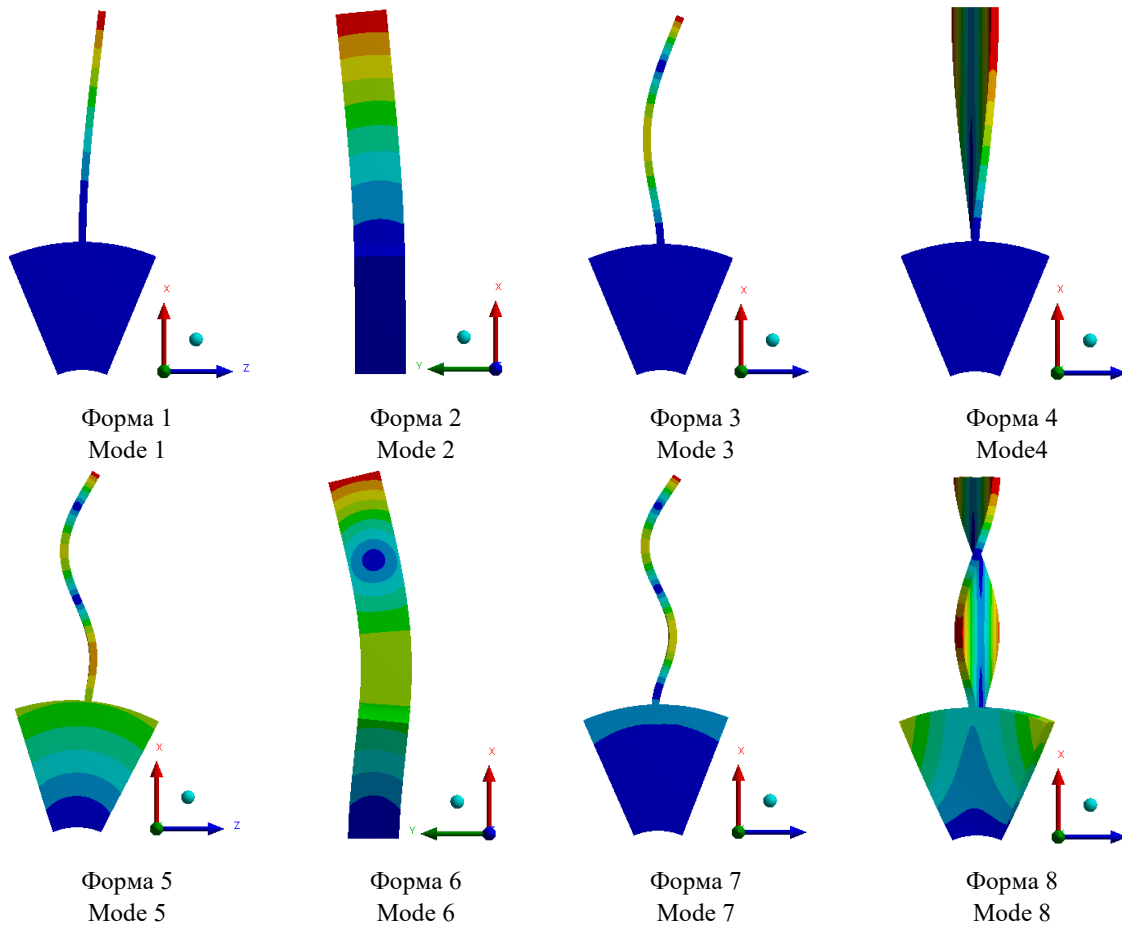 X
Z
Форма 1
Mode 1
X
Y
Форма 2
Mode 2
X
Форма 3
Mode 3
X
Форма 4
Mode4
X
Z
Форма 5
Mode 5
X
Y
Форма 6
Mode 6
X
Форма 7
Mode 7
X
Форма 8
Mode 8